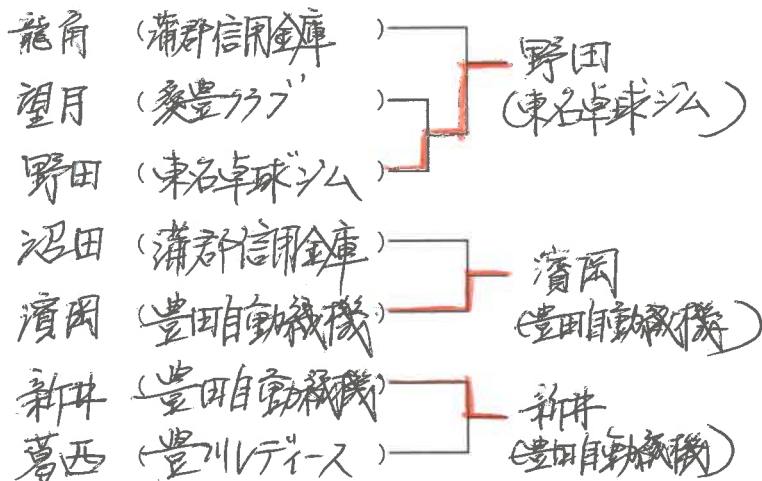 龍角 (蒲郡信用金庫)
望月 (桑豊クラブ)
野田 (東名卓球ジム)
沼田 (蒲郡信用金庫)
濱岡 (豊田自動織機)
新井 (豊田自動織機)
葛西 (豊川レディース)
野田
(東名卓球ジム)
濱岡
(豊田自動織機)
新井
(豊田自動織機)